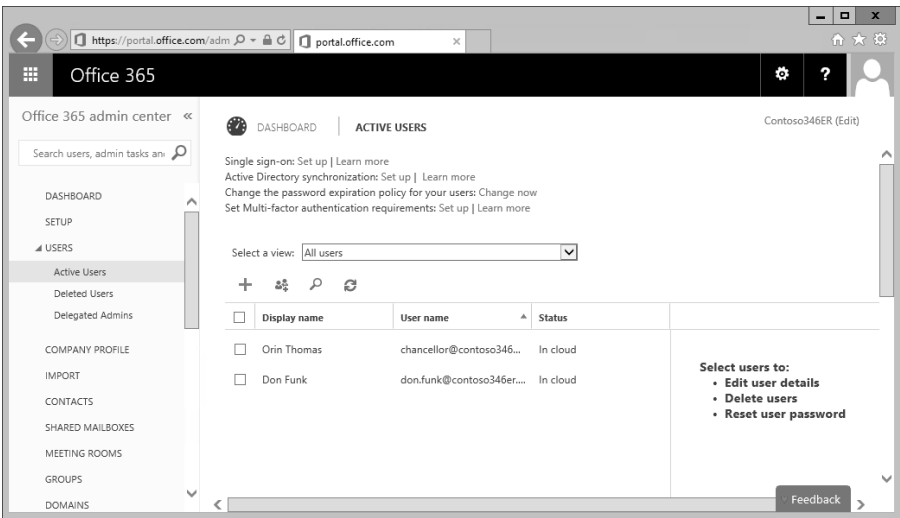 https://portal.office.com/adm
portal.office.com
Office 365
?
Office 365 admin center «
Search users, admin tasks an
DASHBOARD
SETUP
USERS
Active Users
Deleted Users
Delegated Admins
COMPANY PROFILE
IMPORT
CONTACTS
SHARED MAILBOXES
MEETING ROOMS
GROUPS
DOMAINS
DASHBOARD | ACTIVE USERS
Contoso346ER (Edit)
Single sign-on: Set up | Learn more
Active Directory synchronization: Set up | Learn more
Change the password expiration policy for your users: Change now
Set Multi-factor authentication requirements: Set up | Learn more
Select a view: All users
Display name User name Status
Orin Thomas chancellor@contoso346... In cloud
Don Funk don.funk@contoso346er.... In cloud
Select users to:
• Edit user details
• Delete users
• Reset user password
Feedback